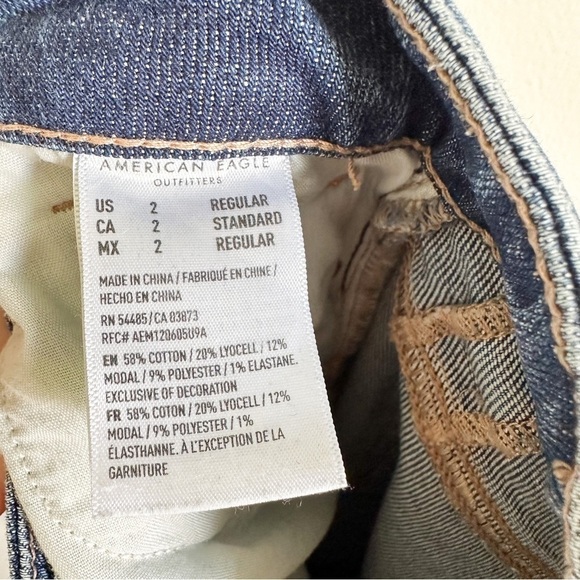 AMERICAN EAGLE
OUTFITTERS
US 2 REGULAR
CA 2 STANDARD
MX 2 REGULAR
MADE IN CHINA / FABRIQUÉ EN CHINE /
HECHO EN CHINA
RN 54485/CA 03873
RFC# AEM120605U9A
EN 58% COTTON / 20% LYOCELL / 12%
MODAL / 9% POLYESTER / 1% ELASTANE.
EXCLUSIVE OF DECORATION
FR 58% COTON / 20% LYOCELL / 12%
MODAL / 9% POLYESTER / 1%
ÉLASTHANNE. À L'EXCEPTION DE LA
GARNITURE